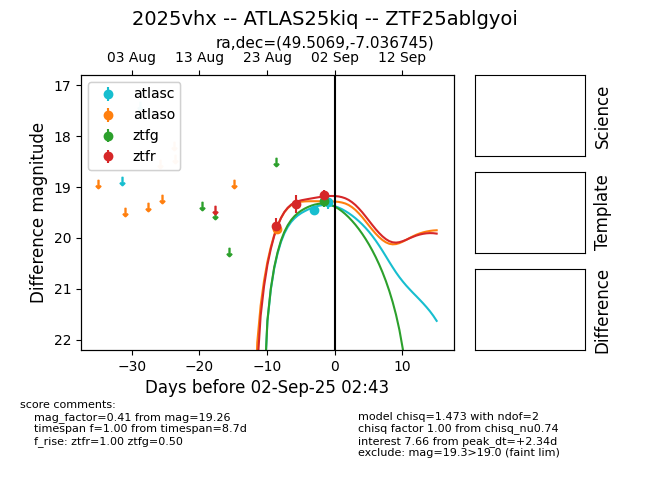 2025vhx -- ATLAS25kiq -- ZTF25ablgyoi
ra,dec=(49.5069,-7.036745)
03 Aug 13 Aug 23 Aug 02 Sep 12 Sep
17
18
19
20
21
22
Difference magnitude
atlasc
atlaso
ztfg
ztfr
−30 −20 −10 0 10
Days before 02-Sep-25 02:43
Science
Template
Difference
score comments:
mag_factor=0.41 from mag=19.26
timespan f=1.00 from timespan=8.7d
f_rise: ztfr=1.00 ztfg=0.50
model chisq=1.473 with ndof=2
chisq factor 1.00 from chisq_nu0.74
interest 7.66 from peak_dt=+2.34d
exclude: mag=19.3>19.0 (faint lim)